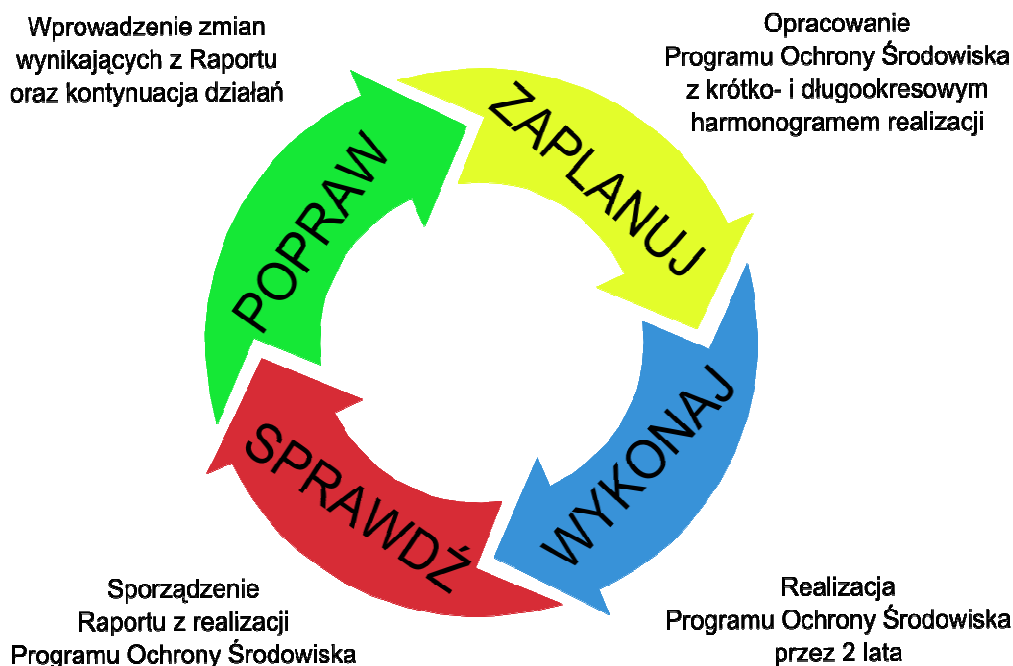 Wprowadzenie zmian
wynikających z Raportu
oraz kontynuacja działań
Opracowanie
Programu Ochrony Środowiska
z krótko- i długookresowym
harmonogramem realizacji
POPRAW
ZAPLANUJ
SPRAWDŹ
WYKONAJ
Sporządzenie
Raportu z realizacji
Programu Ochrony Środowiska
Realizacja
Programu Ochrony Środowiska
przez 2 lata